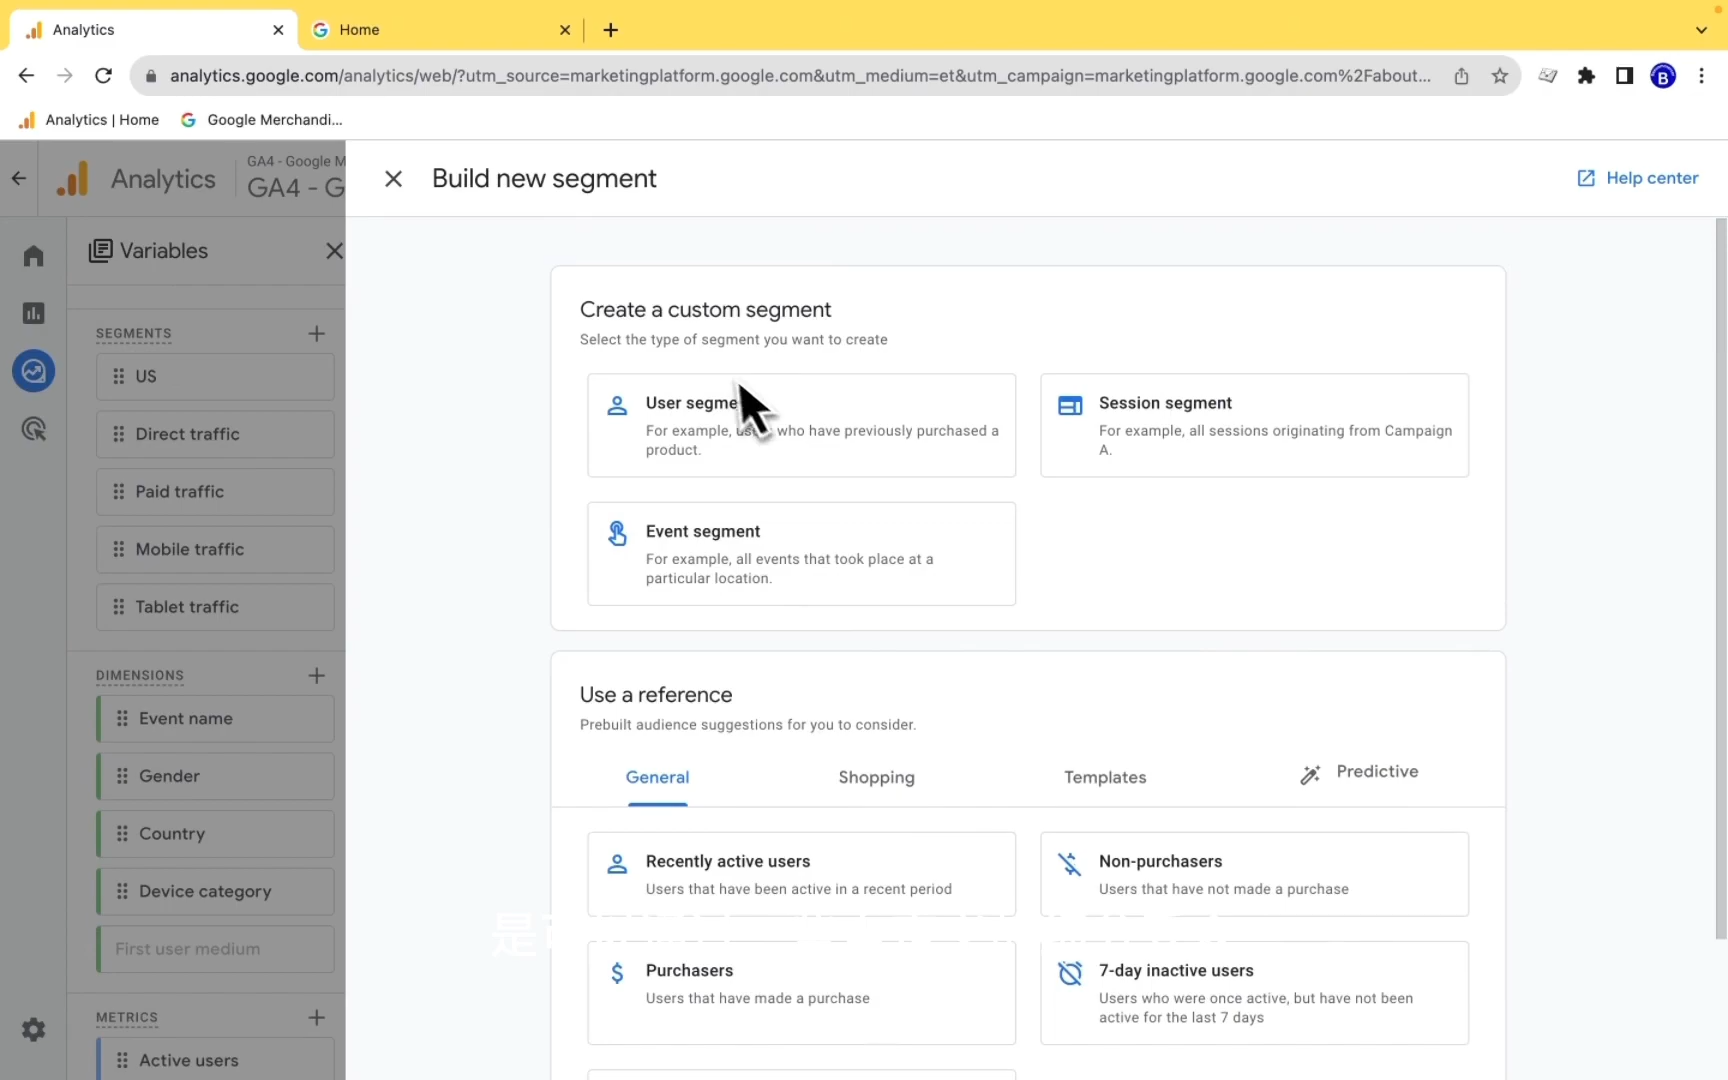 Analytics
Home
analytics.google.com/analytics/web/?utm_source=marketingplatform.google.com&utm_medium=et&utm_campaign=marketingplatform.google.com%2Fabout...
B
Analytics | Home
Google Merchandi...
Analytics
GA4 - Google M
GA4 - G
Build new segment
Help center
Variables
SEGMENTS
US
Direct traffic
Paid traffic
Mobile traffic
Tablet traffic
DIMENSIONS
Event name
Gender
Country
Device category
First user medium
METRICS
Active users
Create a custom segment
Select the type of segment you want to create
User segme
For example, who have previously purchased a
product.
Session segment
For example, all sessions originating from Campaign
A.
Event segment
For example, all events that took place at a
particular location.
Use a reference
Prebuilt audience suggestions for you to consider.
General
Shopping
Templates
Predictive
Recently active users
Users that have been active in a recent period
Non-purchasers
Users that have not made a purchase
是
Purchasers
Users that have made a purchase
7-day inactive users
Users who were once active, but have not been
active for the last 7 days